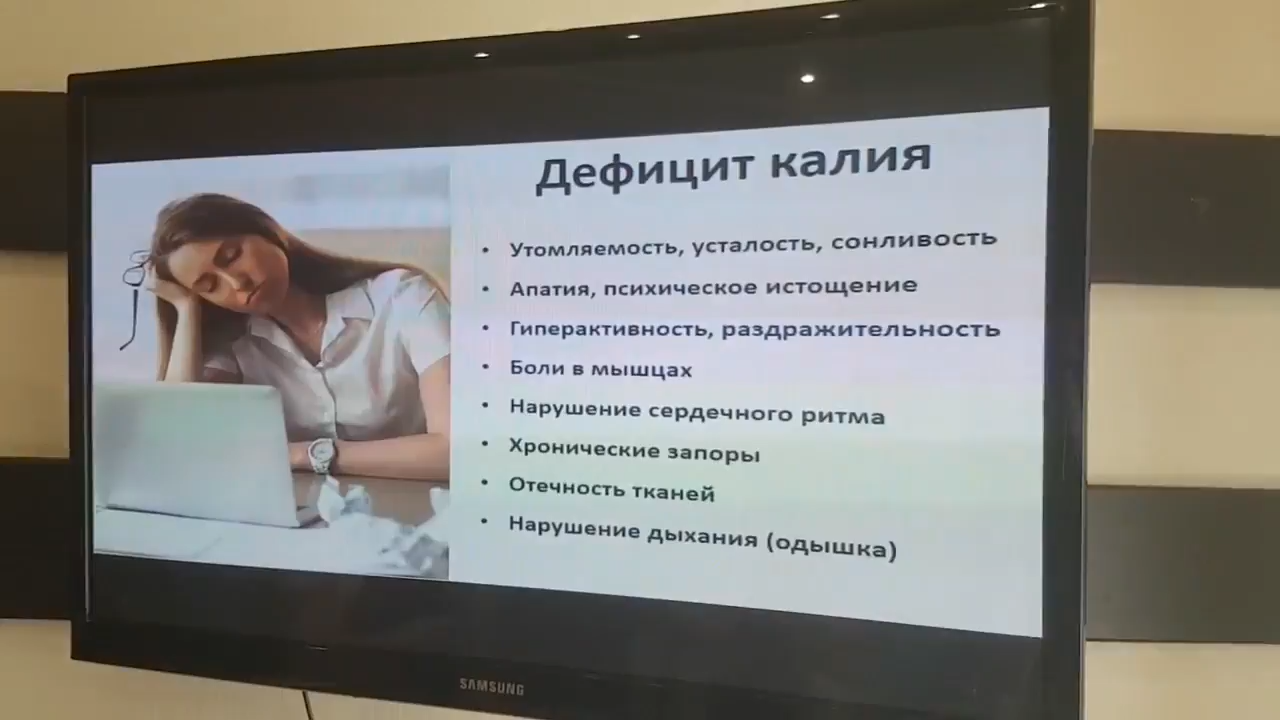 Дефицит калия
• Утомляемость, усталость, сонливость
• Апатия, психическое истощение
• Гиперактивность, раздражительность
• Боли в мышцах
• Нарушение сердечного ритма
• Хронические запоры
• Отечность тканей
• Нарушение дыхания (одышка)
SAMSUNG